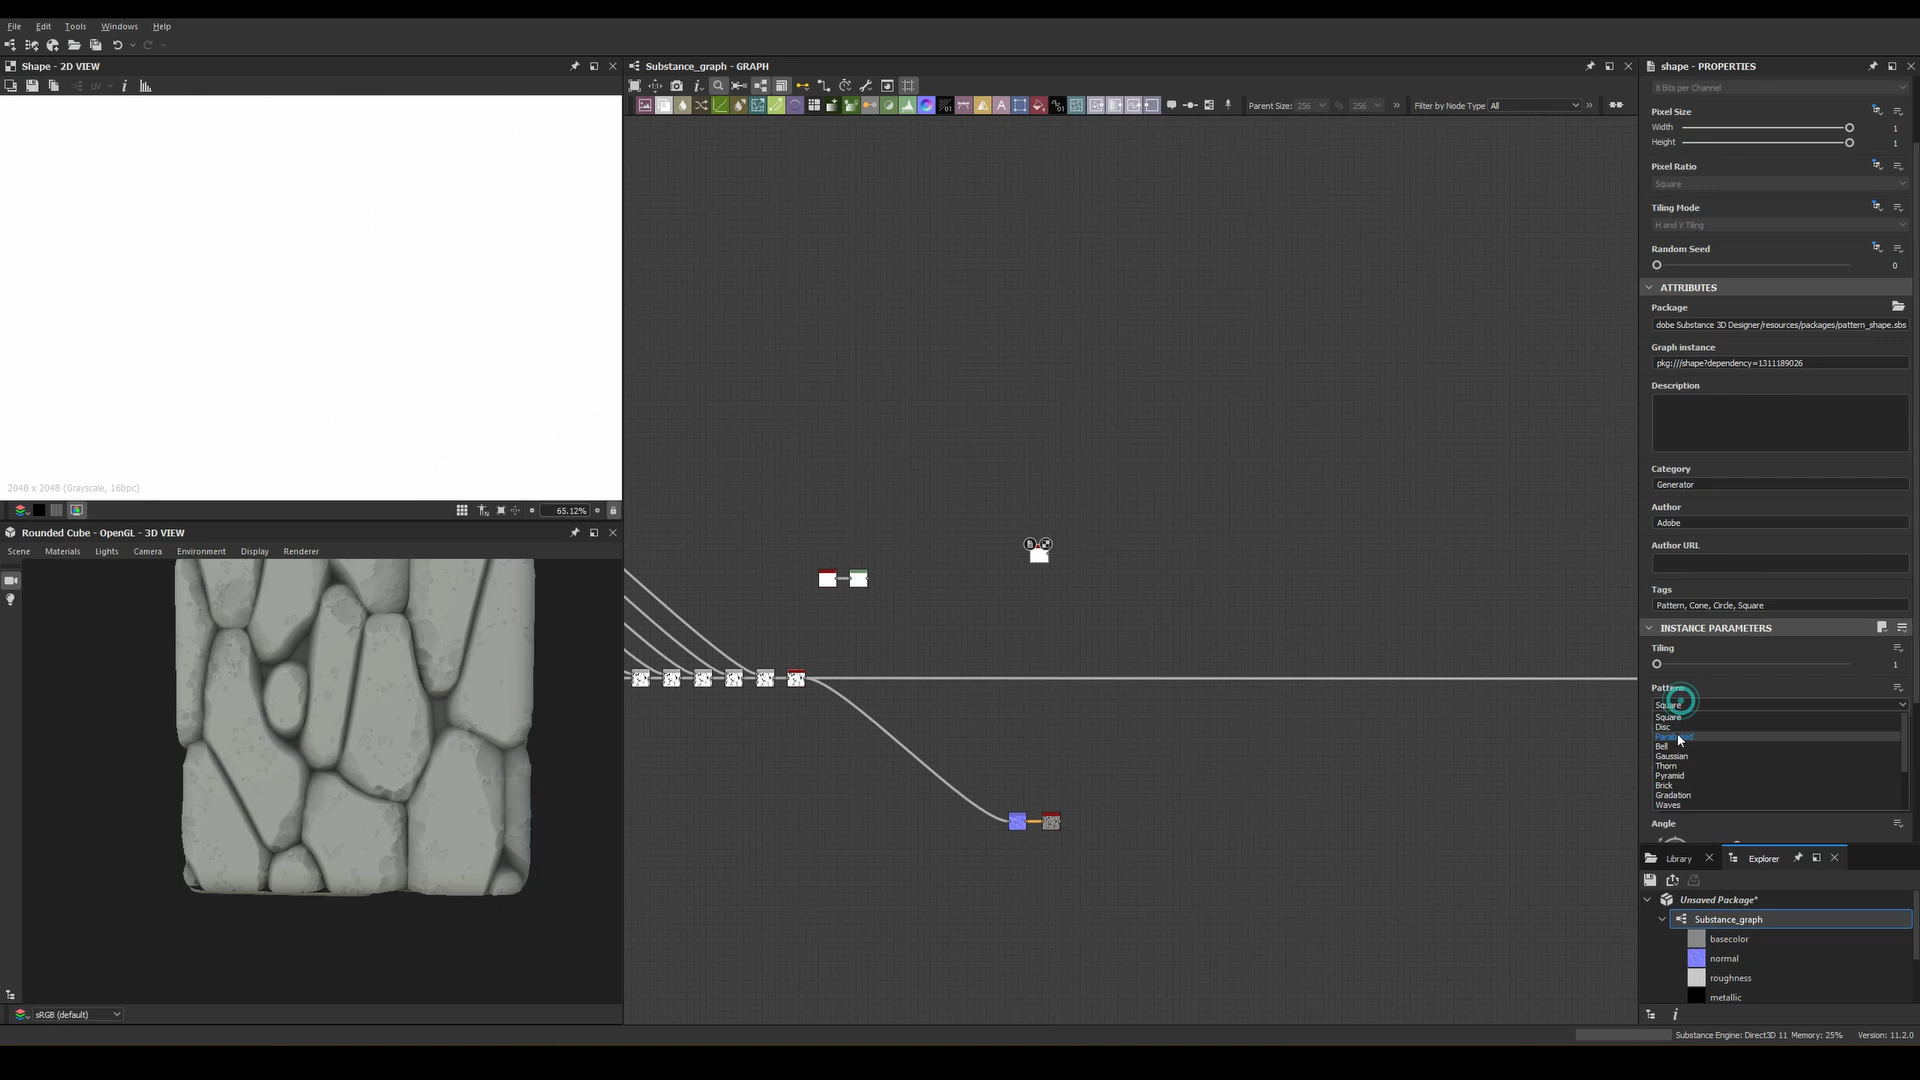 File Edit Tools Windows Help
Shape - 2D VIEW
UV
2048 x 2048 (Grayscale, 16bpc)
65.12%
Rounded Cube - OpenGL - 3D VIEW
Scene Materials Lights Camera Environment Display Renderer
sRGB (default)
Substance_graph - GRAPH
Parent Size: 256 256 Filter by Node Type All
shape - PROPERTIES
8 Bits per Channel
Pixel Size
Width 1
Height 1
Pixel Ratio
Square
Tiling Mode
H and V Tiling
Random Seed
0
ATTRIBUTES
Package
dobe Substance 3D Designer/resources/packages/pattern_shape.sbs
Graph instance
pkg:///shape?dependency=1311189026
Description
Category
Generator
Author
Adobe
Author URL
Tags
Pattern, Cone, Circle, Square
INSTANCE PARAMETERS
Tiling
1
Pattern
Square
Square
Disc
Paraboloid
Bell
Gaussian
Thorn
Pyramid
Brick
Gradation
Waves
Angle
Library Explorer
Unsaved Package*
Substance_graph
basecolor
normal
roughness
metallic
Substance Engine: Direct3D 11 Memory: 25% Version: 11.2.0